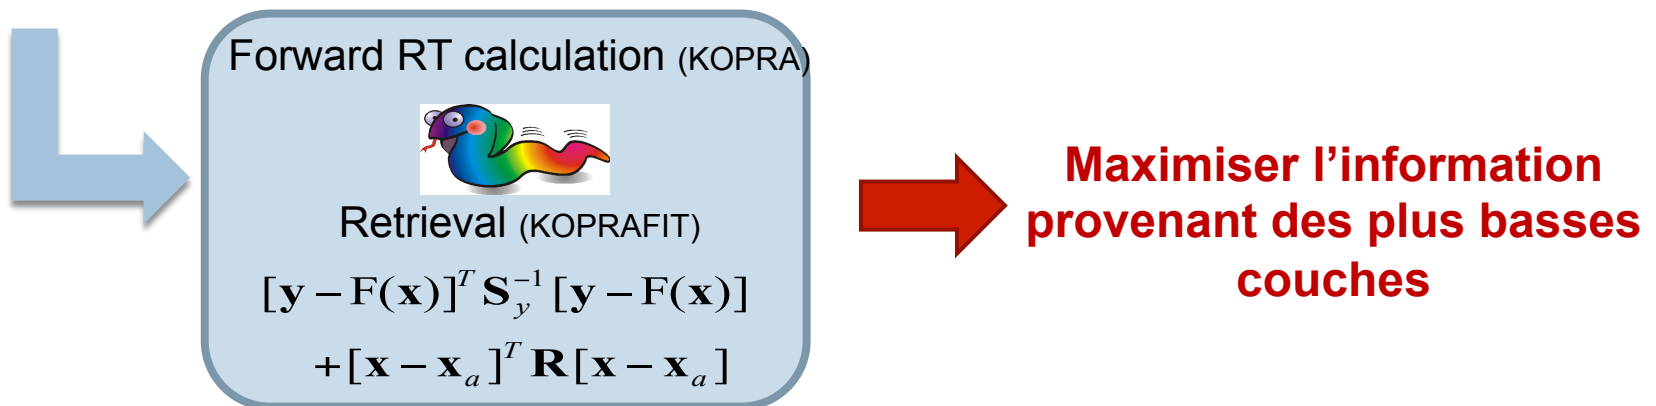 Forward RT calculation (KOPRA)
Retrieval (KOPRAFIT)
[y – F(x)]^T S_y^{-1} [y – F(x)]
+[x – x_a]^T R[x – x_a]
Maximiser l’information
provenant des plus basses
couches